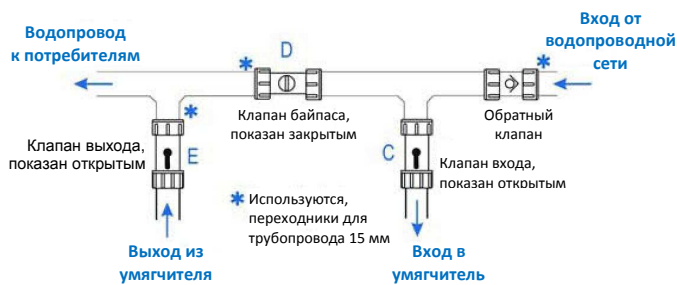 Водопровод
к потребителям
D
Вход от
водопроводной
сети
Клапан байпаса,
показан закрытым
Обратный
клапан
Клапан выхода,
показан открытым
E
C
Клапан входа,
показан открытым
* Используются,
переходники для
трубопровода 15 мм
Выход из
умягчителя
Вход в
умягчитель